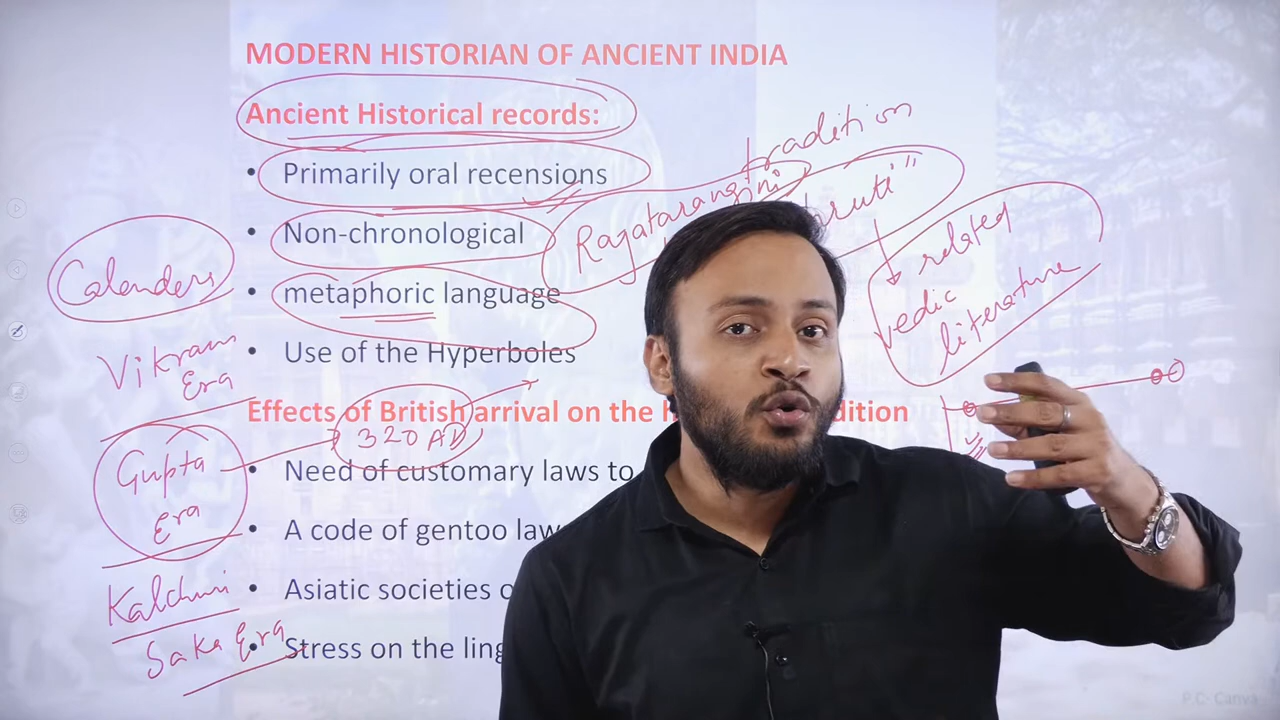 MODERN HISTORIAN OF ANCIENT INDIA
Ancient Historical records:
• Primarily oral recensions
• Non-chronological
• metaphoric language
• Use of the Hyperboles
Effects of British arrival on the
• Need of customary laws to
• A code of gentoo law
• Asiatic societies
• Stress on the
tradition
Rajatarangini
related
vedic
literature
Calenders
Vikram
Era
Gupta
Era
320 AD
Kalchuri
Saka Era
P.C- Canva